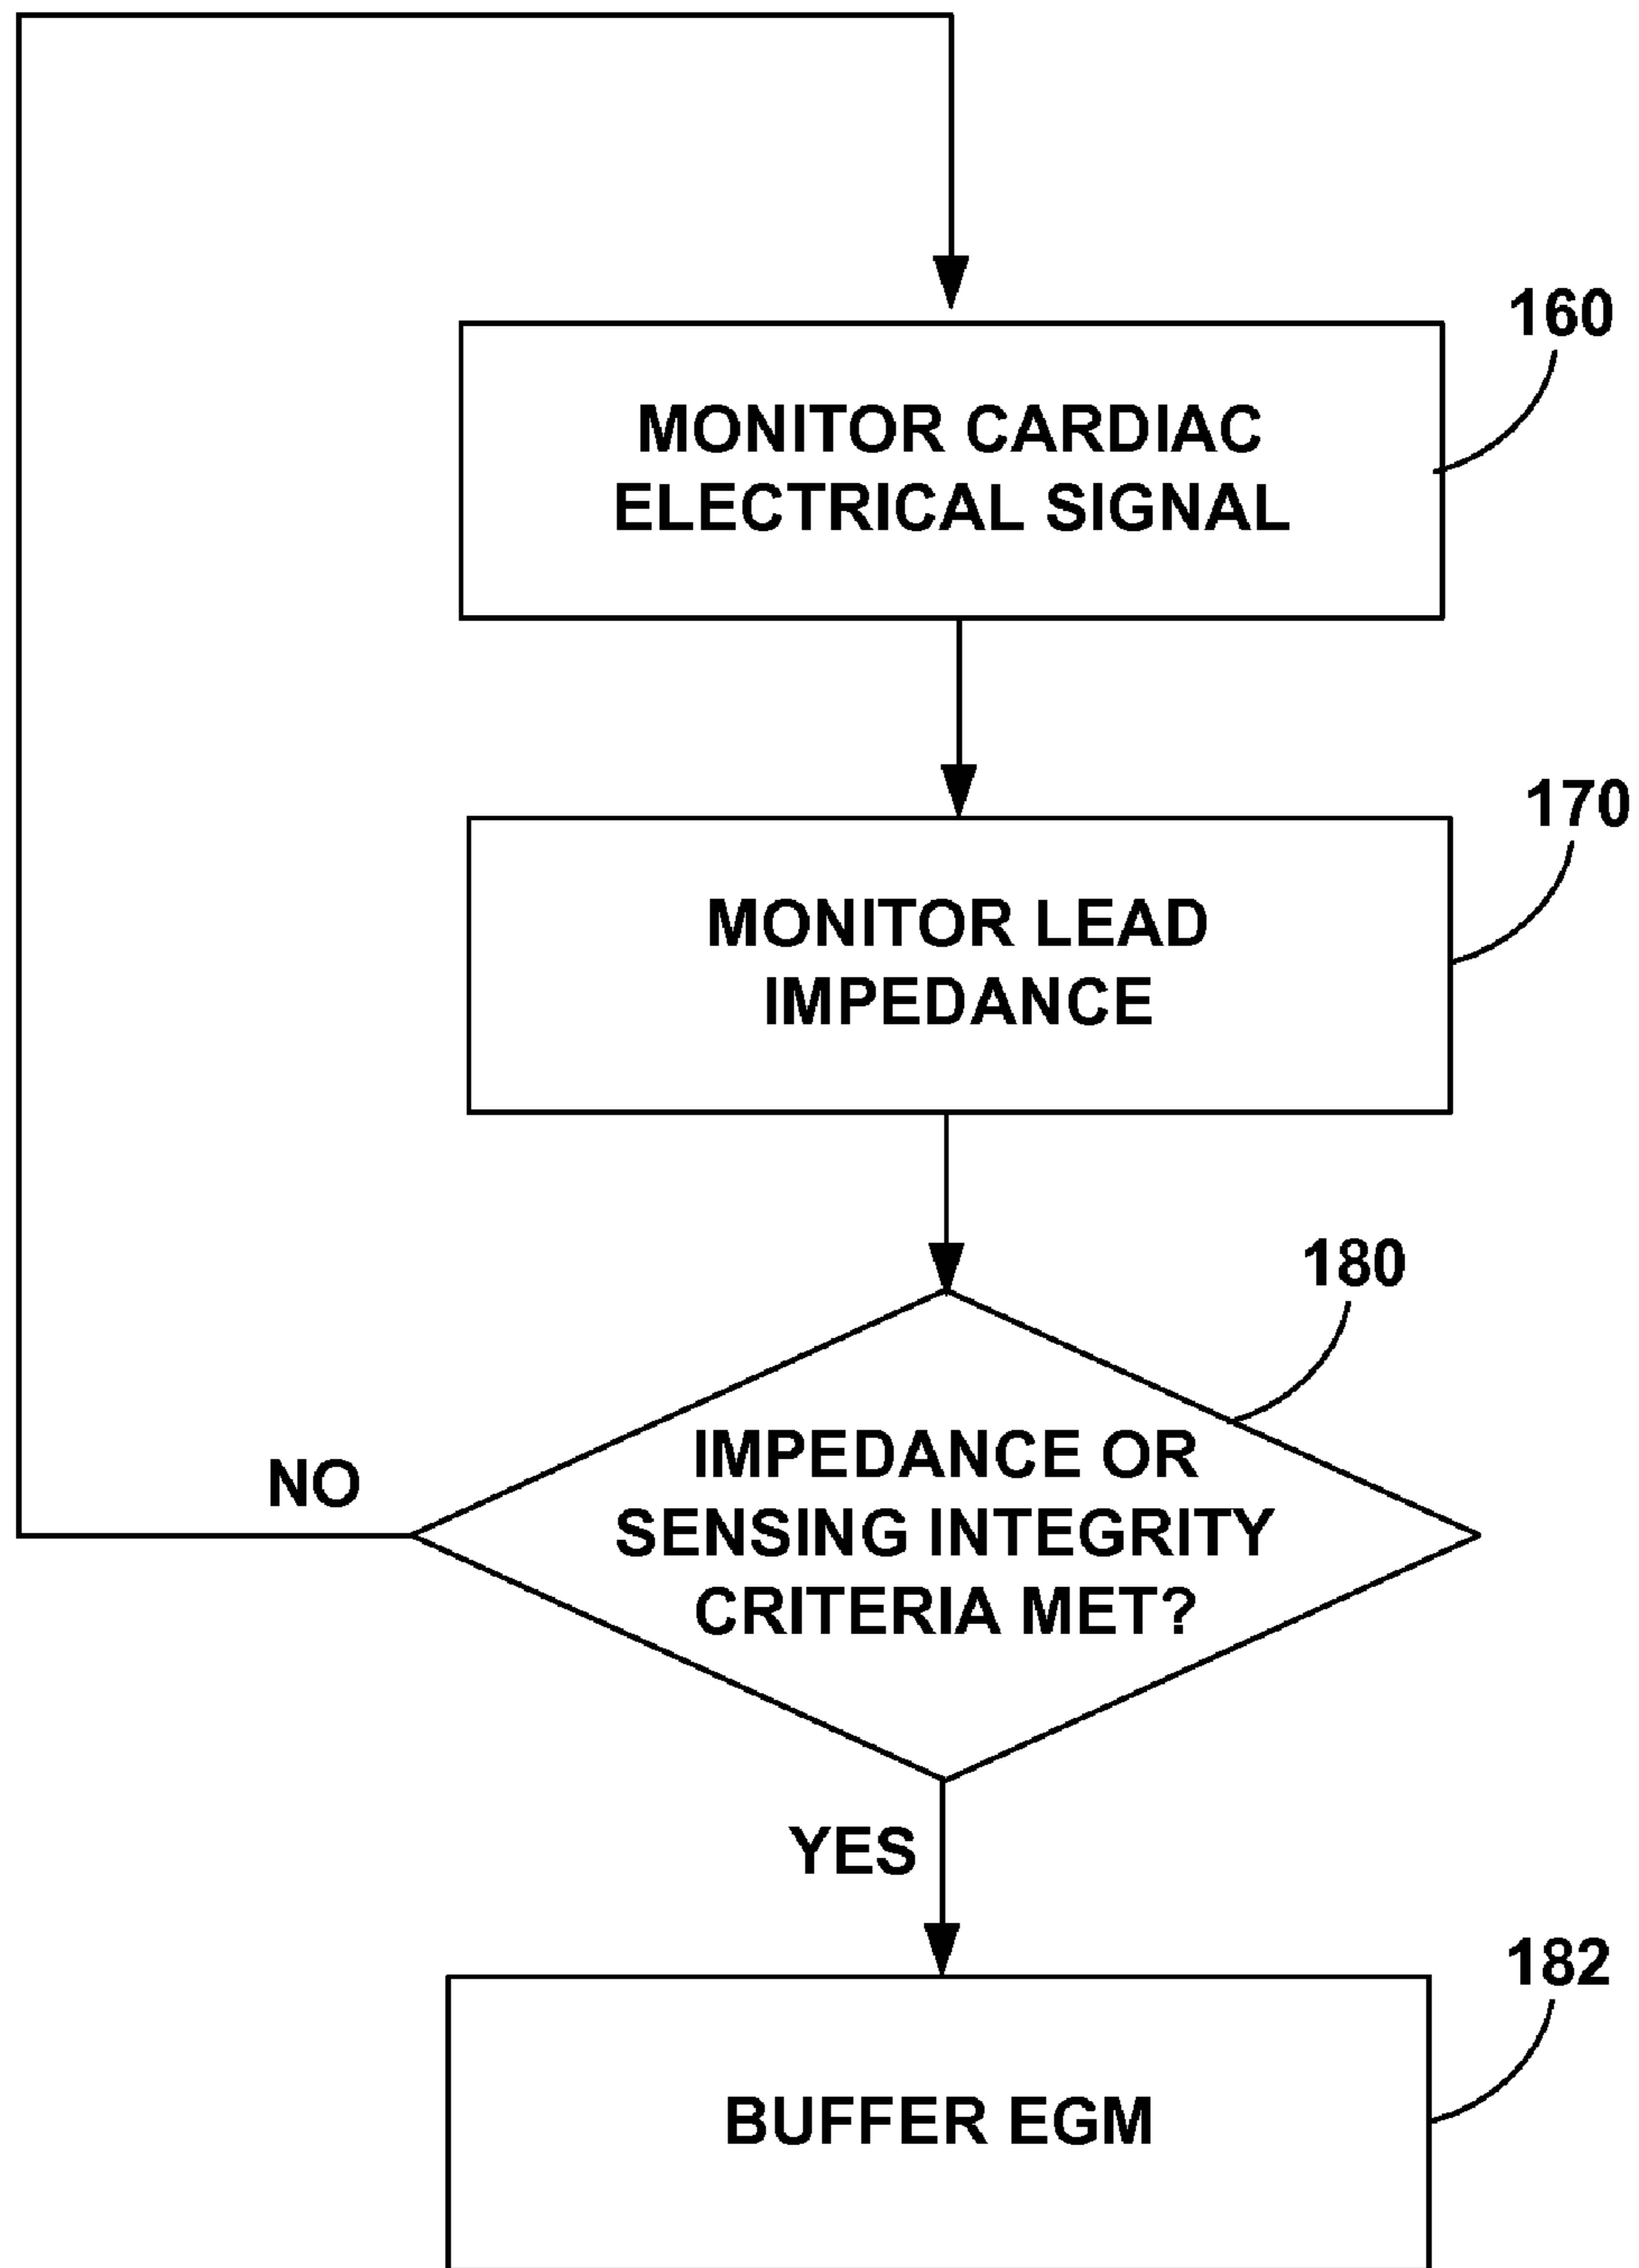 160
MONITOR CARDIAC
ELECTRICAL SIGNAL
170
MONITOR LEAD
IMPEDANCE
180
IMPEDANCE OR
SENSING INTEGRITY
CRITERIA MET?
NO
YES
182
BUFFER EGM